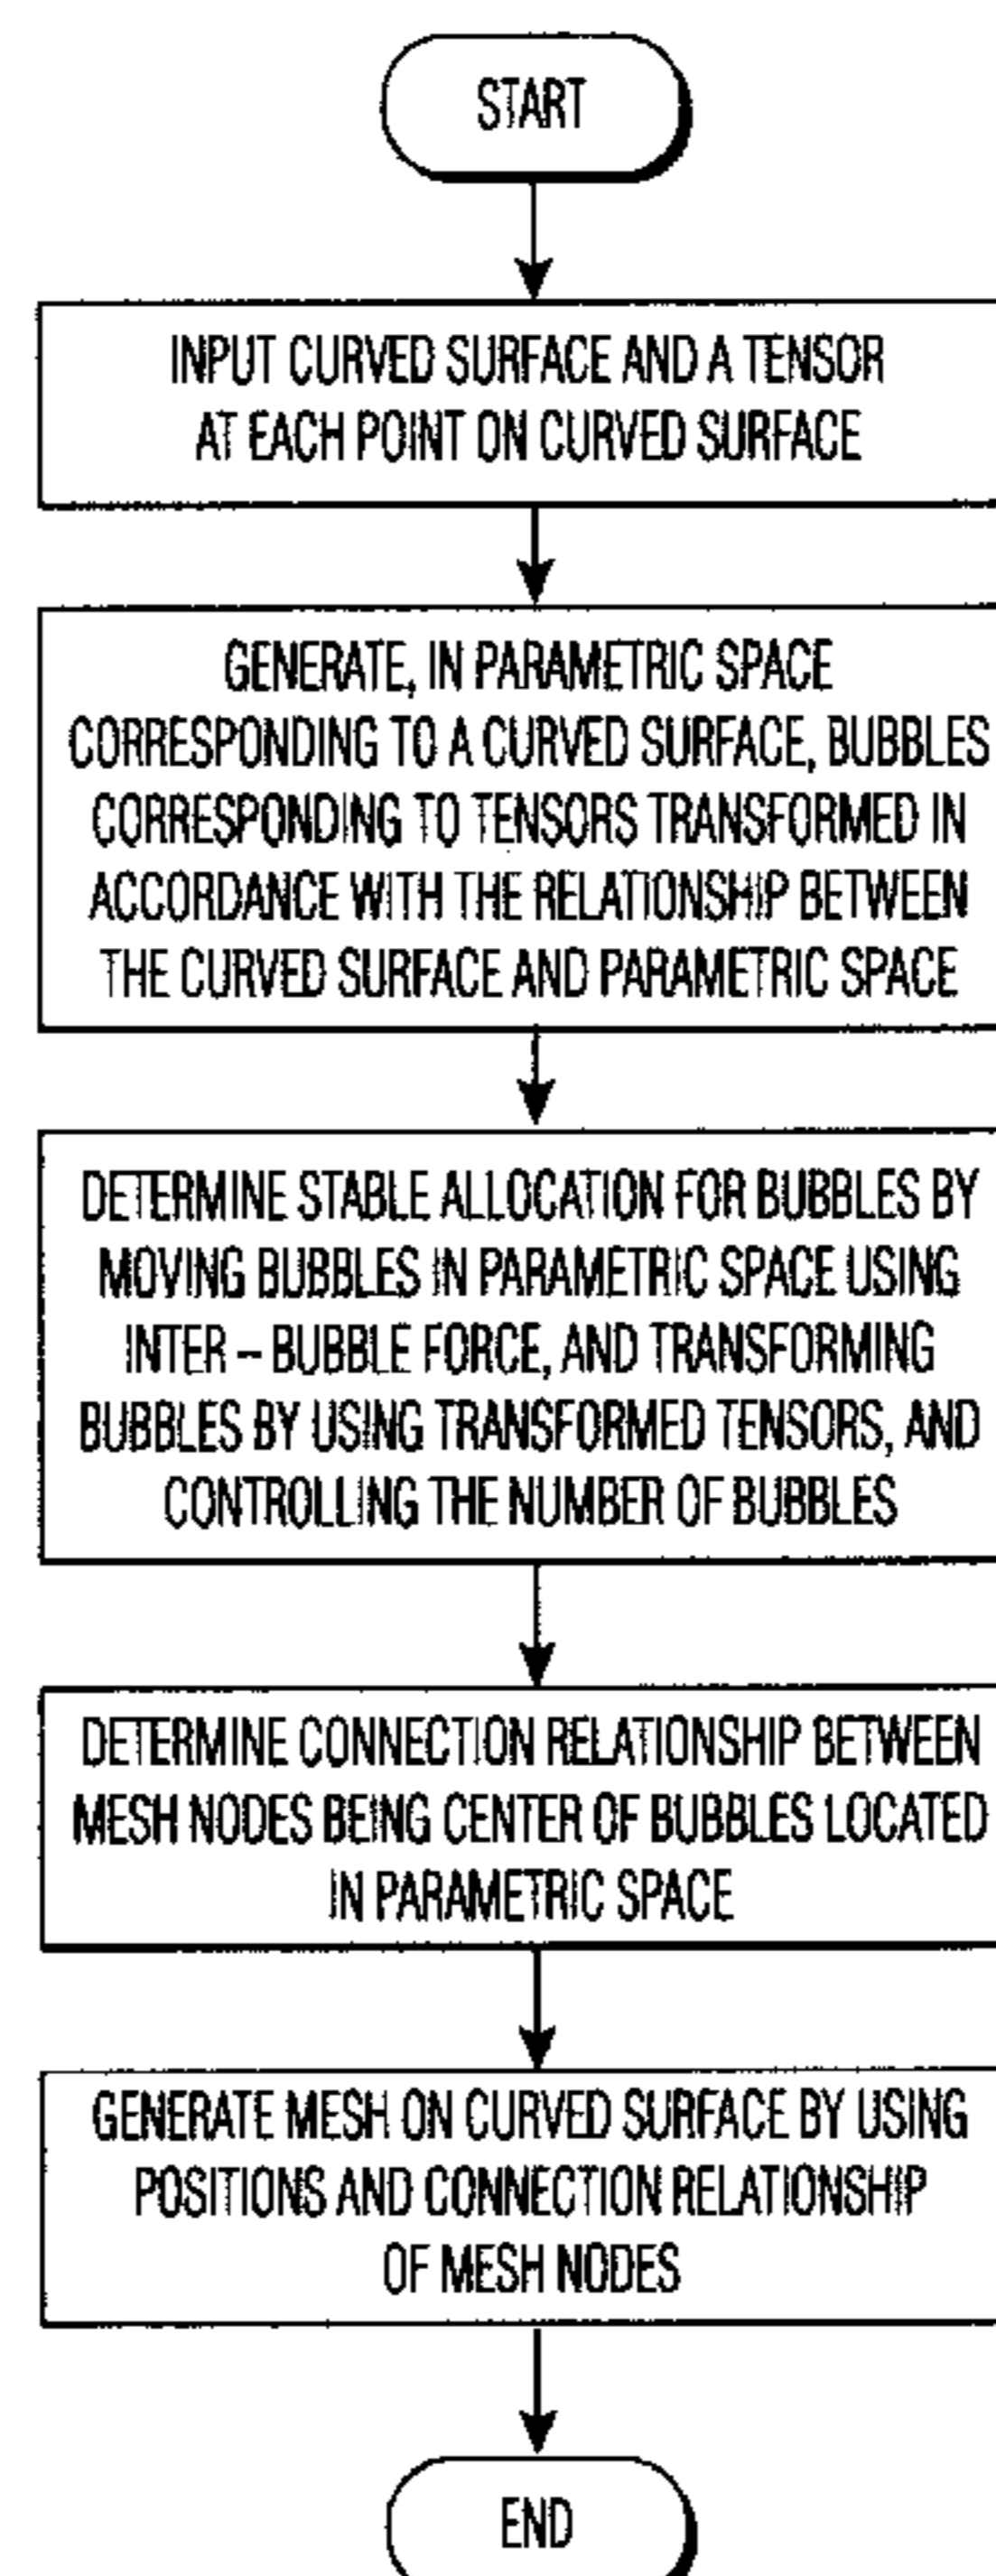 START
INPUT CURVED SURFACE AND A TENSOR
AT EACH POINT ON CURVED SURFACE
GENERATE, IN PARAMETRIC SPACE
CORRESPONDING TO A CURVED SURFACE, BUBBLES
CORRESPONDING TO TENSORS TRANSFORMED IN
ACCORDANCE WITH THE RELATIONSHIP BETWEEN
THE CURVED SURFACE AND PARAMETRIC SPACE
DETERMINE STABLE ALLOCATION FOR BUBBLES BY
MOVING BUBBLES IN PARAMETRIC SPACE USING
INTER – BUBBLE FORCE, AND TRANSFORMING
BUBBLES BY USING TRANSFORMED TENSORS, AND
CONTROLLING THE NUMBER OF BUBBLES
DETERMINE CONNECTION RELATIONSHIP BETWEEN
MESH NODES BEING CENTER OF BUBBLES LOCATED
IN PARAMETRIC SPACE
GENERATE MESH ON CURVED SURFACE BY USING
POSITIONS AND CONNECTION RELATIONSHIP
OF MESH NODES
END